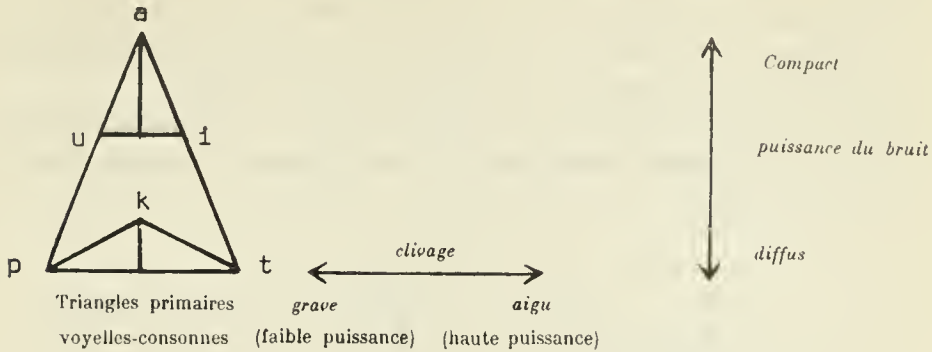 a
Compact
u i
puissance du bruit
k
clivage
diffus
p t
Triangles primaires grave aigu
voyelles-consonnes (faible puissance) (haute puissance)